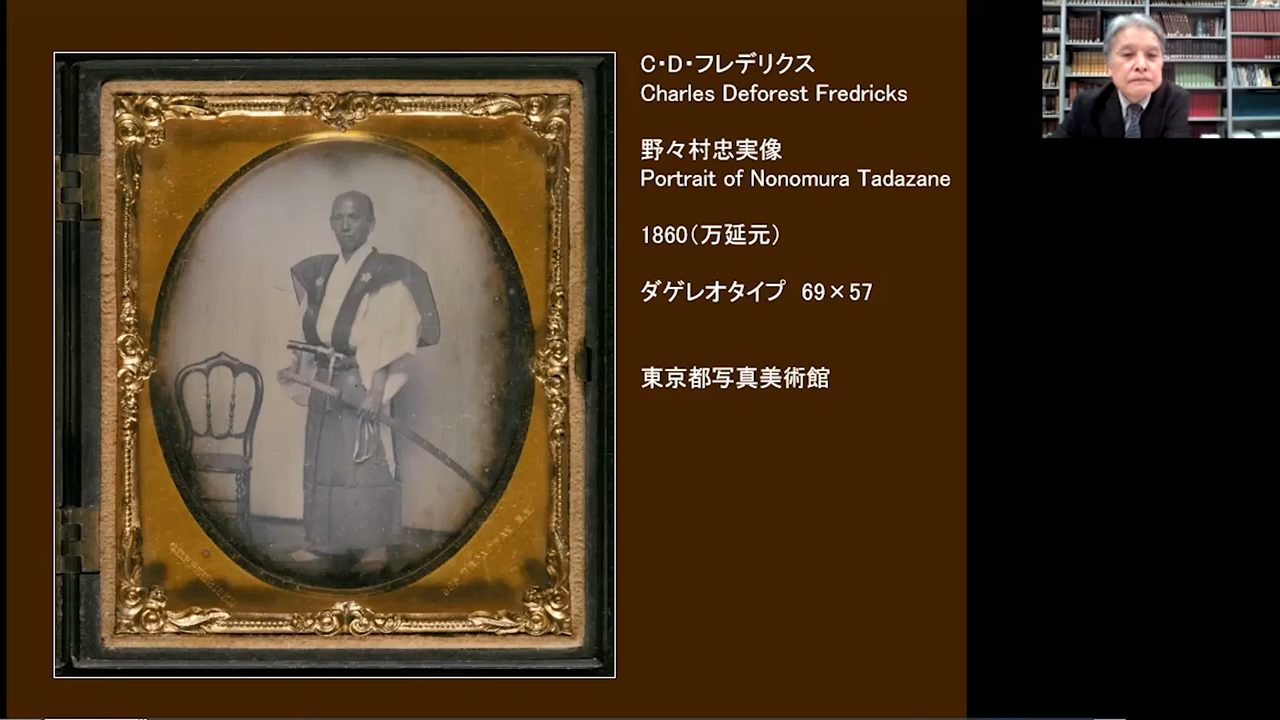 C・D・フレデリクス
Charles Deforest Fredricks
野々村忠実像
Portrait of Nonomura Tadazane
1860(万延元)
ダゲレオタイプ 69×57
東京都写真美術館